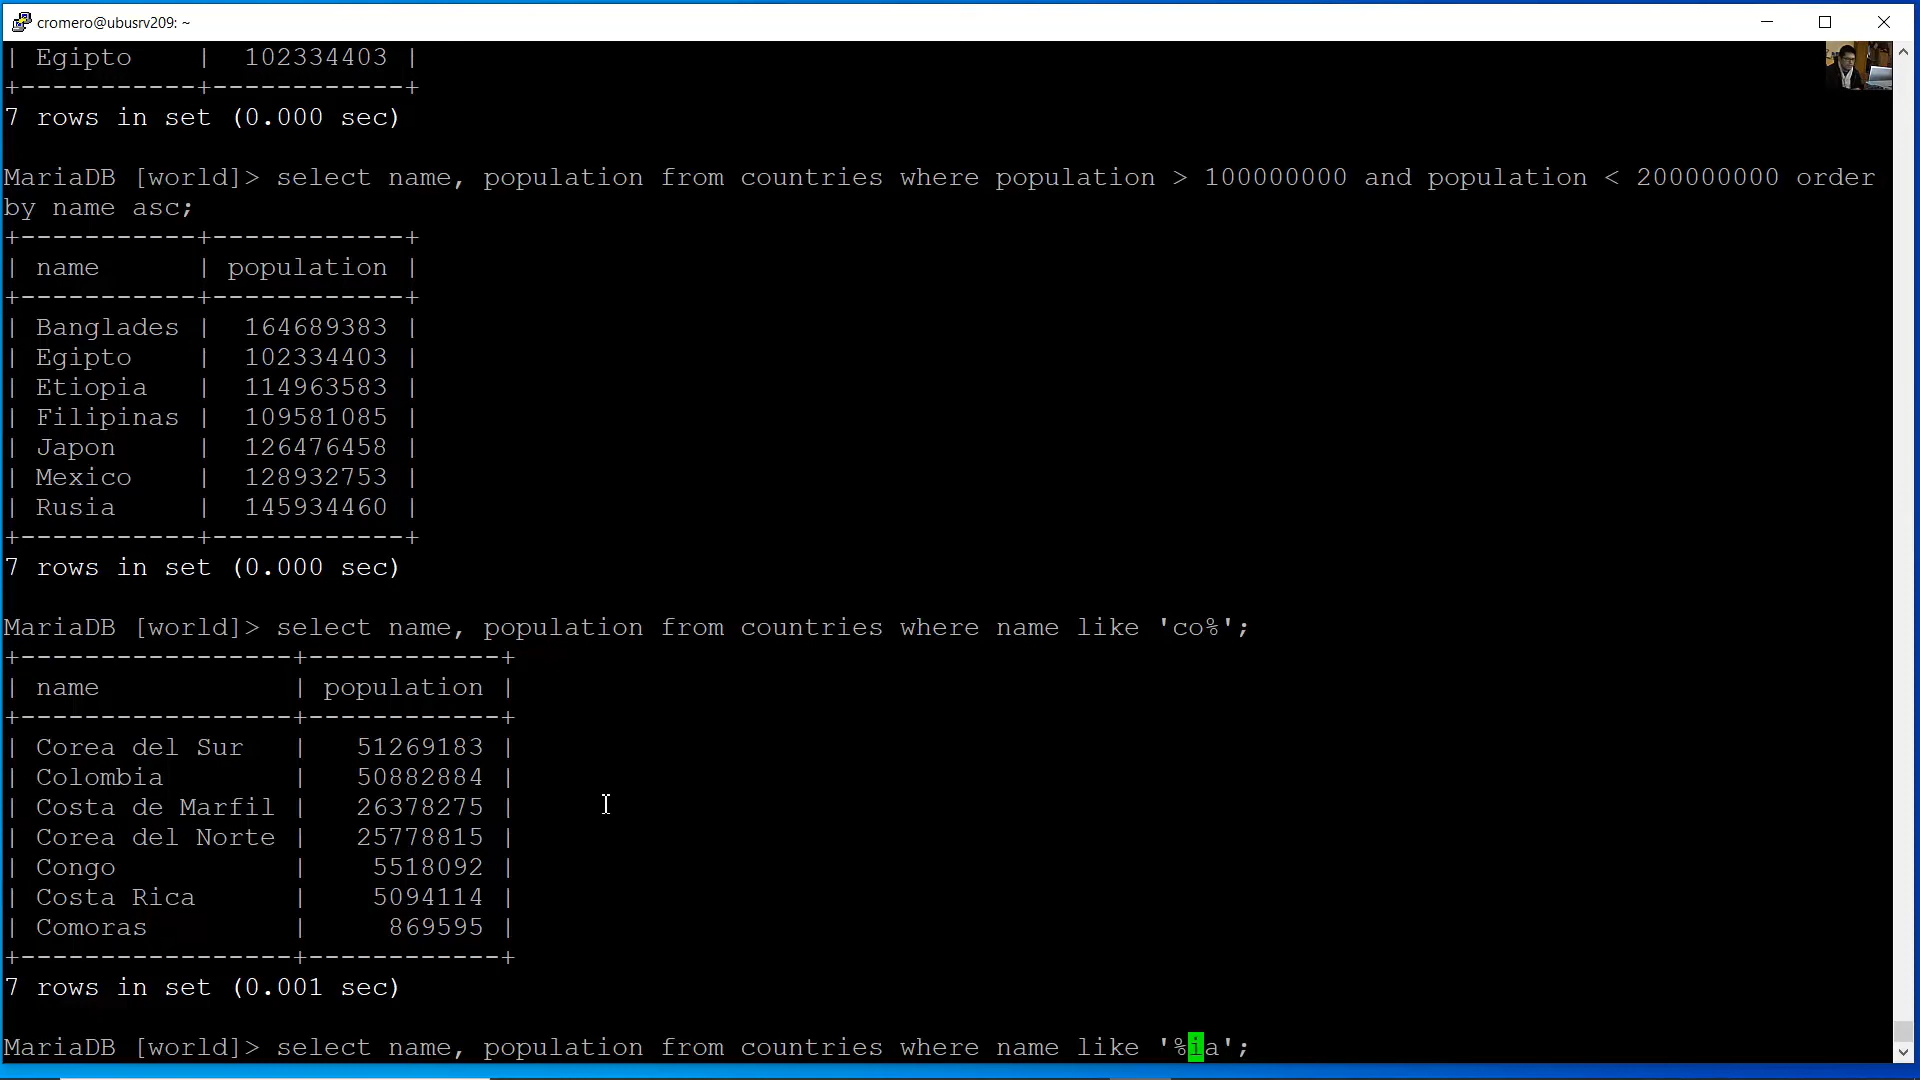 cromero@ubusrv209: ~
| Egipto    |  102334403 |
+-----------+------------+
7 rows in set (0.000 sec)
MariaDB [world]> select name, population from countries where population > 100000000 and population < 200000000 order
by name asc;
+-----------+------------+
| name      | population |
+-----------+------------+
| Banglades |  164689383 |
| Egipto    |  102334403 |
| Etiopia   |  114963583 |
| Filipinas |  109581085 |
| Japon     |  126476458 |
| Mexico    |  128932753 |
| Rusia     |  145934460 |
+-----------+------------+
7 rows in set (0.000 sec)
MariaDB [world]> select name, population from countries where name like 'co%';
+-----------------+------------+
| name            | population |
+-----------------+------------+
| Corea del Sur   |   51269183 |
| Colombia        |   50882884 |
| Costa de Marfil |   26378275 |
| Corea del Norte |   25778815 |
| Congo           |    5518092 |
| Costa Rica      |    5094114 |
| Comoras         |     869595 |
+-----------------+------------+
7 rows in set (0.001 sec)
MariaDB [world]> select name, population from countries where name like '%ia';